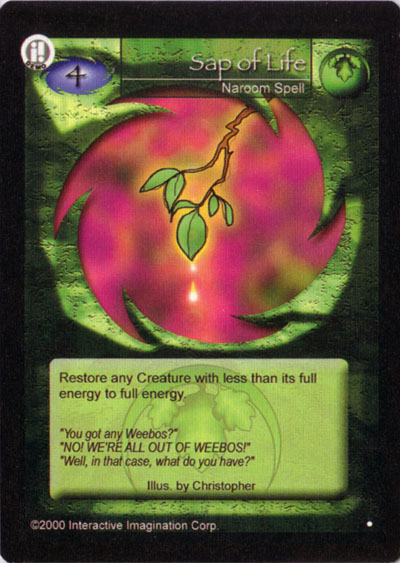 4
Sap of Life
Naroom Spell
Restore any Creature with less than its full
energy to full energy.
"You got any Weebos?"
"NO! WE'RE ALL OUT OF WEEBOS!"
"Well, in that case, what do you have?"
Illus. by Christopher
©2000 Interactive Imagination Corp.